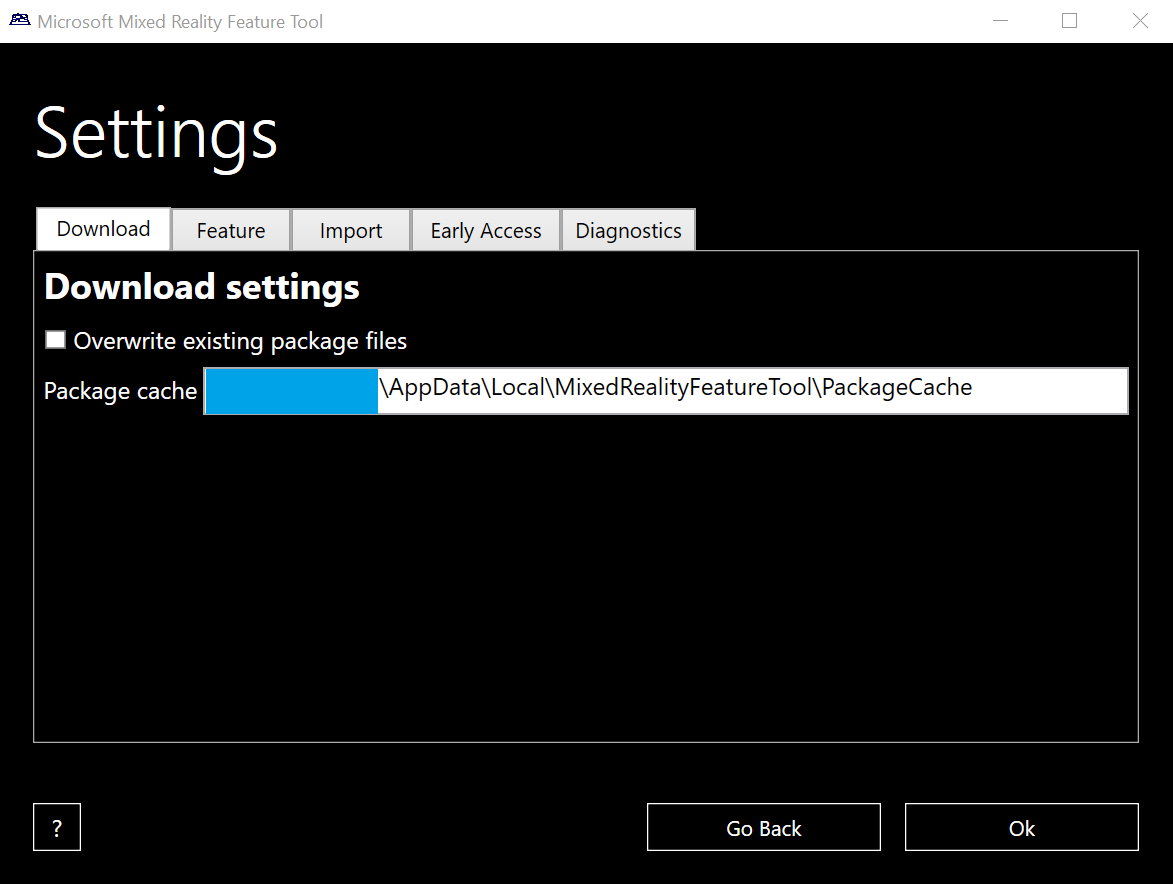 Microsoft Mixed Reality Feature Tool
Settings
Download Feature Import Early Access Diagnostics
Download settings
Overwrite existing package files
Package cache \AppData\Local\MixedRealityFeatureTool\PackageCache
? Go Back Ok